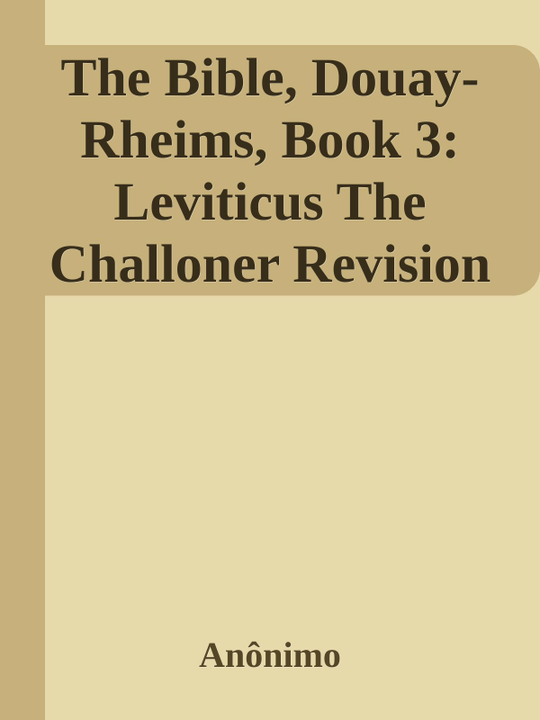 The Bible, Douay-
Rheims, Book 3:
Leviticus The
Challoner Revision
Anônimo